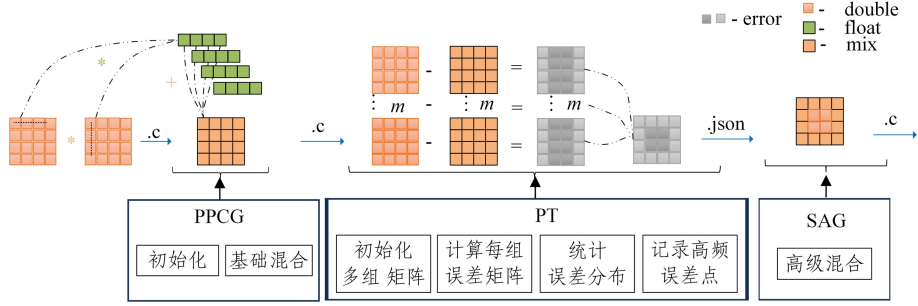 - error
- double
- float
- mix
*
+
*
.c
.c
- =
⋮ m - ⋮ = ⋮ m
- =
.json
.c
PPCG
初始化
基础混合
PT
初始化
多组 矩阵
计算每组
误差矩阵
统计
误差分布
记录高频
误差点
SAG
高级混合